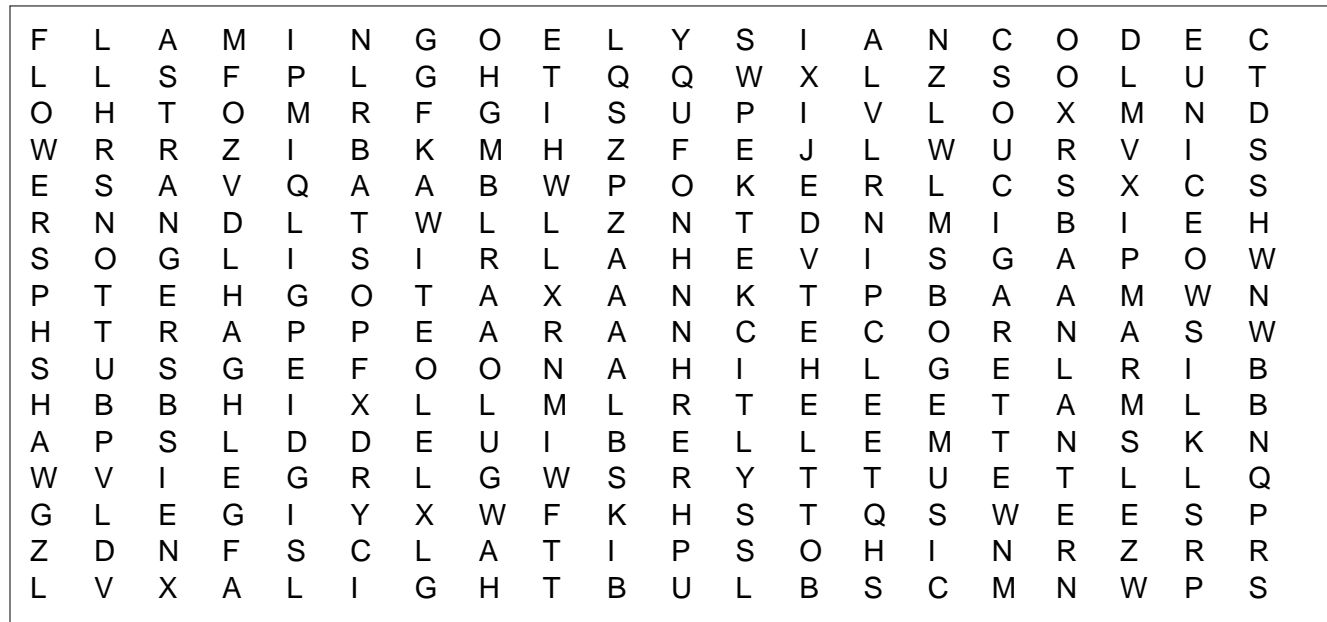 F L A M I N G O E L Y S I A N C O D E C
L L S F P L G H T Q Q W X L Z S O L U T
O H T O M R F G I S U P I V L O X M N D
W R R Z I B K M H Z F E J L W U R V I S
E S A V Q A A B W P O K E R L C S X C S
R N N D L T W L L Z N T D N M I B I E H
S O G L I S I R L A H E V I S G A P O W
P T E H G O T A X A N K T P B A A M W N
H T R A P P E A R A N C E C O R N A S W
S U S G E F O O N A H I H L G E L R I B
H B B H I X L L M L R T E E E T A M L B
A P S L D D E U I B E L L E M T N S K N
W V I E G R L G W S R Y T T U E T L L Q
G L E G I Y X W F K H S T Q S W E E S P
Z D N F S C L A T I P S O H I N R Z R R
L V X A L I G H T B U L B S C M N W P S